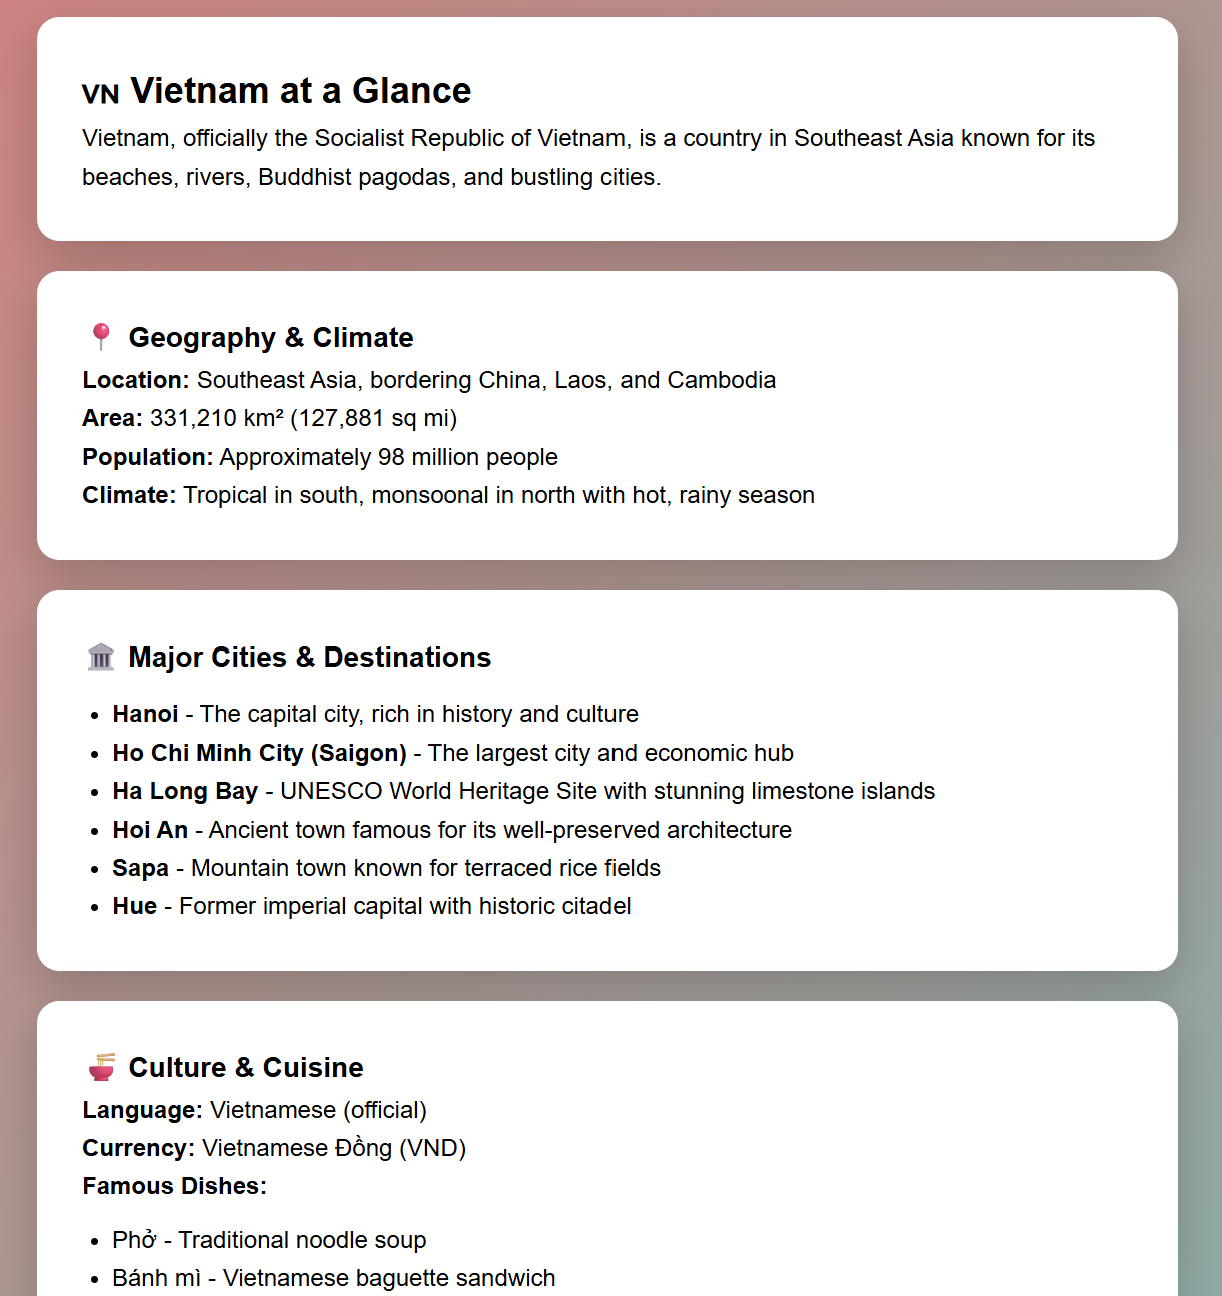 VN Vietnam at a Glance
Vietnam, officially the Socialist Republic of Vietnam, is a country in Southeast Asia known for its
beaches, rivers, Buddhist pagodas, and bustling cities.
Geography & Climate
Location: Southeast Asia, bordering China, Laos, and Cambodia
Area: 331,210 km² (127,881 sq mi)
Population: Approximately 98 million people
Climate: Tropical in south, monsoonal in north with hot, rainy season
Major Cities & Destinations
• Hanoi - The capital city, rich in history and culture
• Ho Chi Minh City (Saigon) - The largest city and economic hub
• Ha Long Bay - UNESCO World Heritage Site with stunning limestone islands
• Hoi An - Ancient town famous for its well-preserved architecture
• Sapa - Mountain town known for terraced rice fields
• Hue - Former imperial capital with historic citadel
Culture & Cuisine
Language: Vietnamese (official)
Currency: Vietnamese Đồng (VND)
Famous Dishes:
• Phở - Traditional noodle soup
• Bánh mì - Vietnamese baguette sandwich